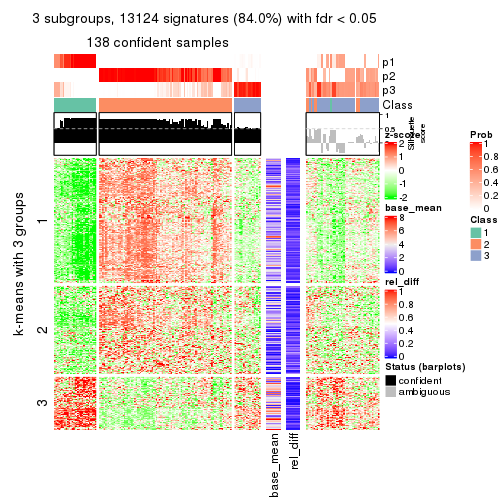 3 subgroups, 13124 signatures (84.0%) with fdr < 0.05
138 confident samples
p1
p2
p3
Class
1
0.5
0
Silhouette
score
k-means with 3 groups
1
2
3
base_mean
rel_diff
z-score
2
1
0
-1
-2
base_mean
8
6
4
2
0
rel_diff
1
0.8
0.6
0.4
0.2
0
Status (barplots)
confident
ambiguous
Prob
1
0.8
0.6
0.4
0.2
0
Class
1
2
3